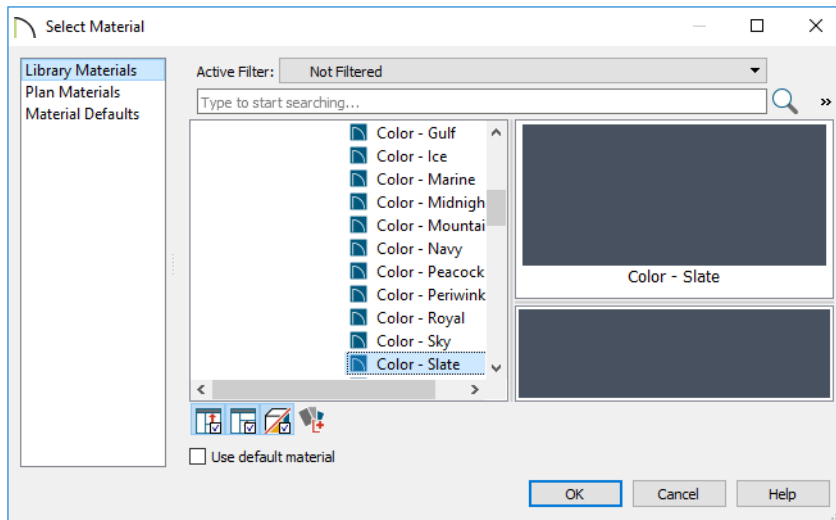 Select Material
Library Materials
Plan Materials
Material Defaults
Active Filter: Not Filtered
Type to start searching...
»
Color - Gulf
Color - Ice
Color - Marine
Color - Midnigh
Color - Mountai
Color - Navy
Color - Peacock
Color - Periwink
Color - Royal
Color - Sky
Color - Slate
Color - Slate
Use default material
OK Cancel Help